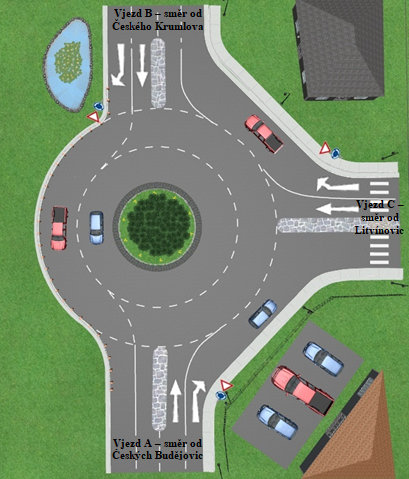 Vjezd B – směr od
Českého Krumlova
Vjezd C –
směr od
Litvínovic
Vjezd A – směr od
Českých Budějovic